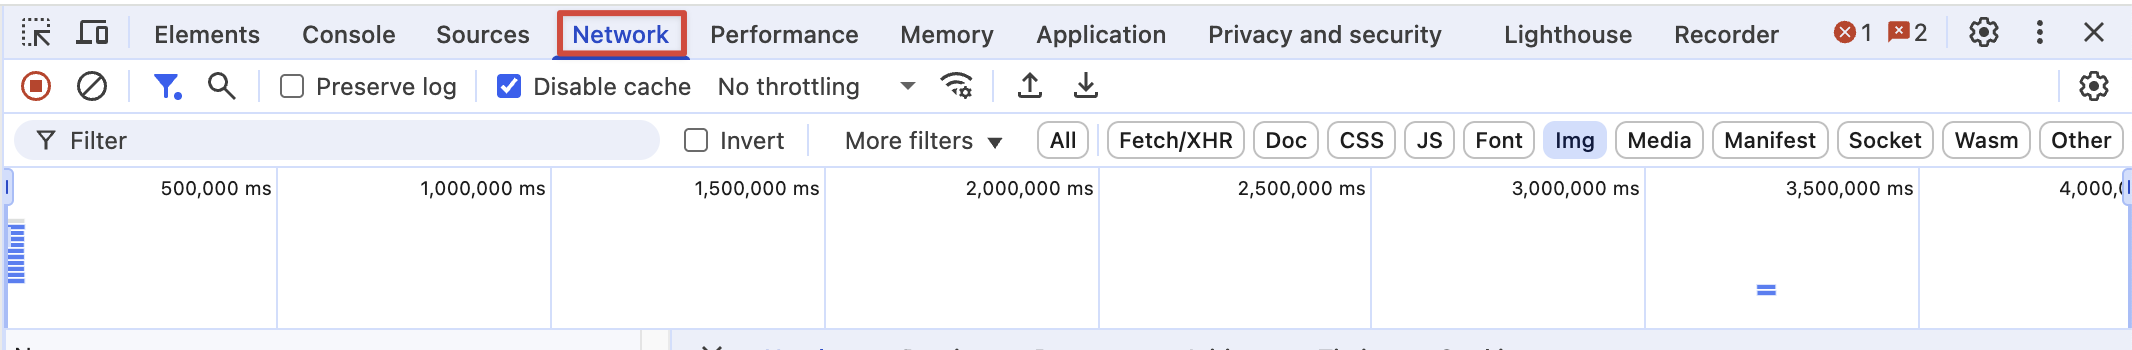 Elements Console Sources Network Performance Memory Application Privacy and security Lighthouse Recorder 1 2
Preserve log Disable cache No throttling
Filter Invert More filters All Fetch/XHR Doc CSS JS Font Img Media Manifest Socket Wasm Other
500,000 ms 1,000,000 ms 1,500,000 ms 2,000,000 ms 2,500,000 ms 3,000,000 ms 3,500,000 ms 4,000,0